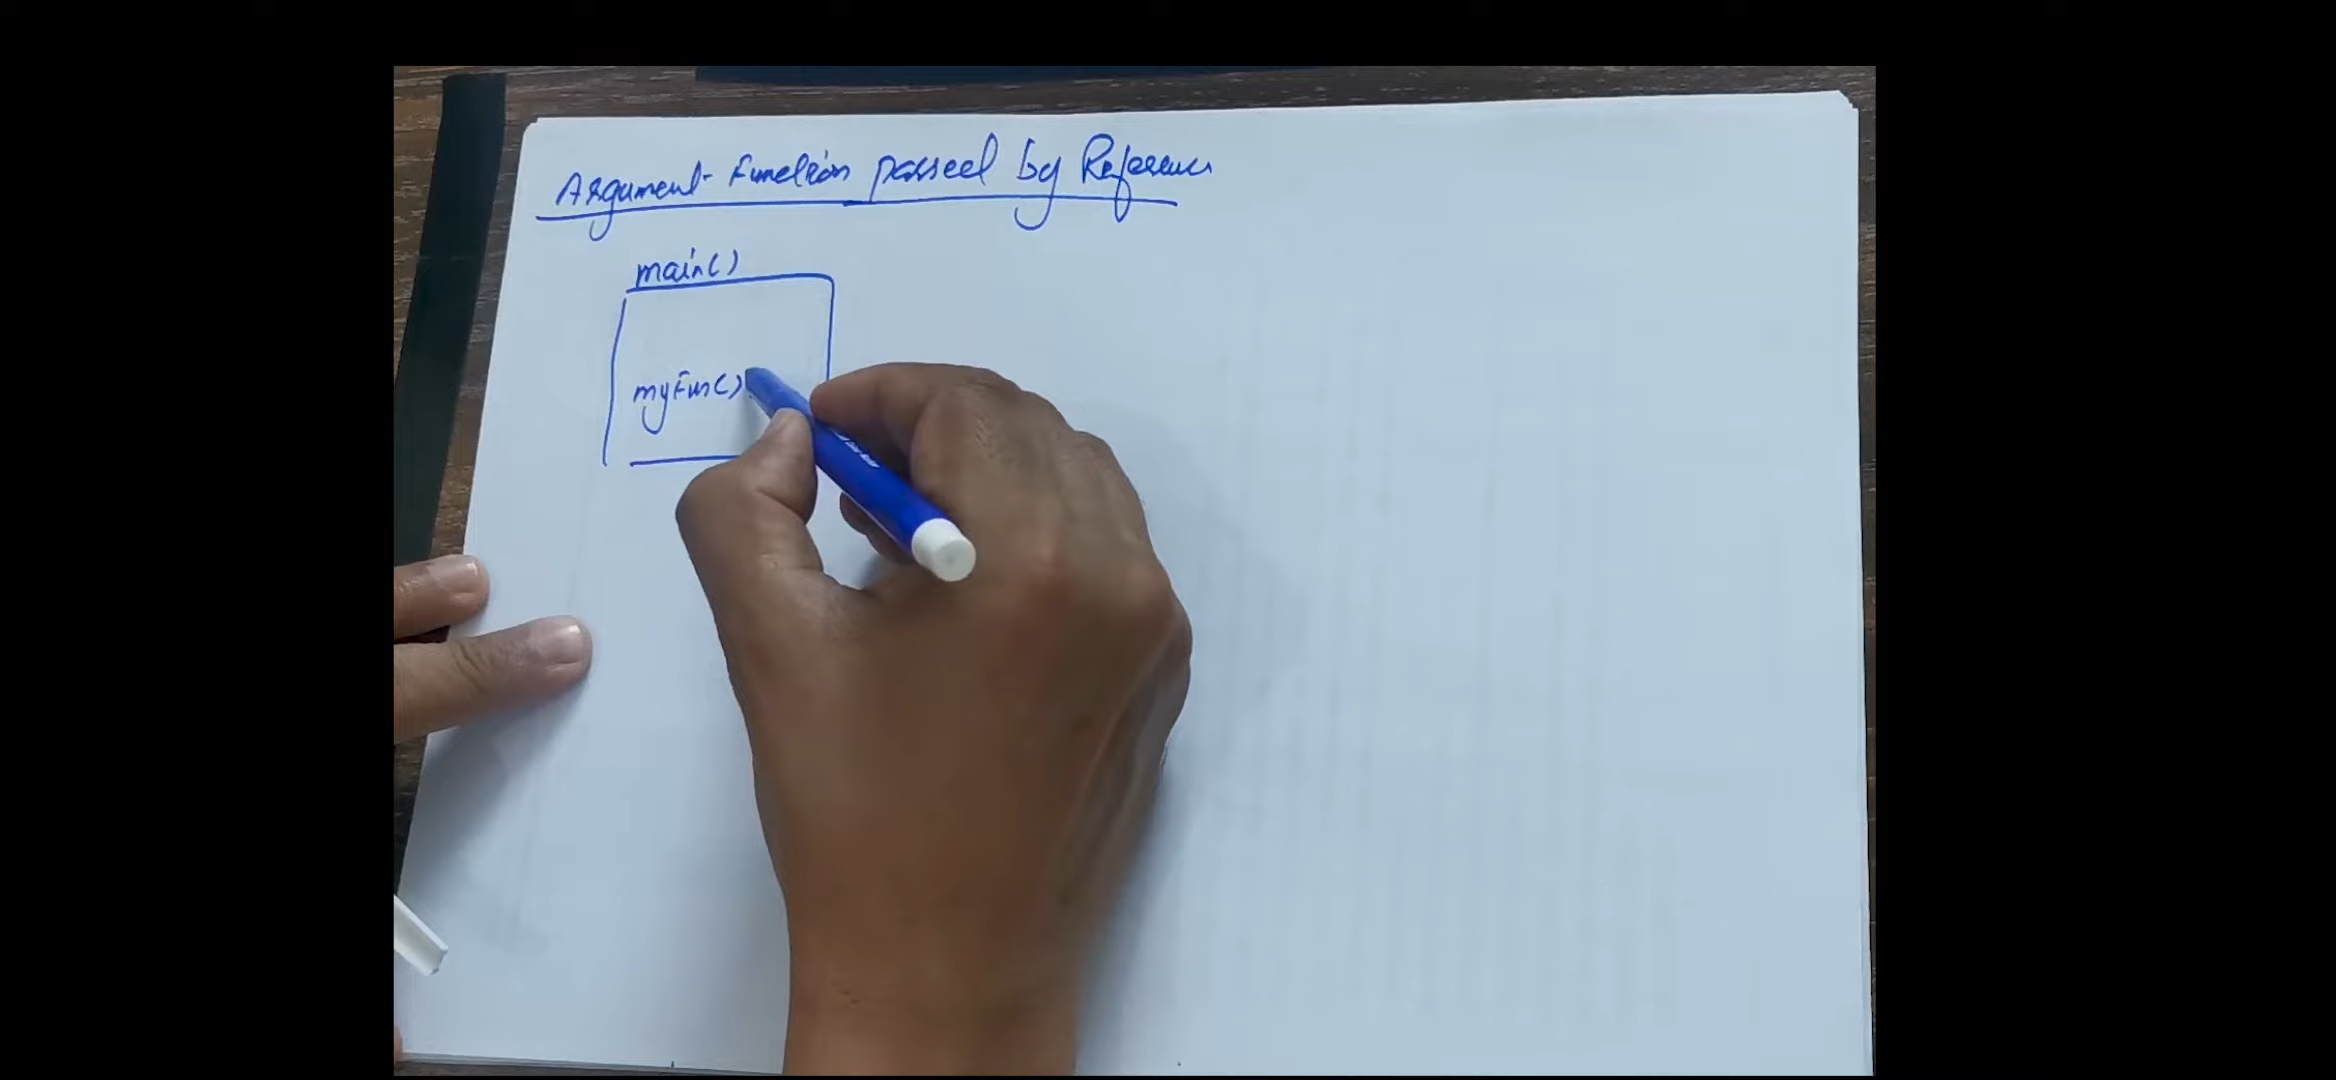 Argument Function passed by Reference
main()
myFun()